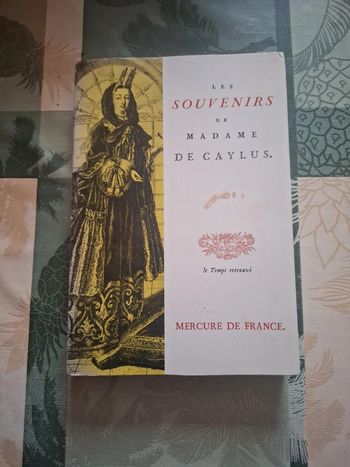 LES
SOUVENIRS
DE
MADAME
DE CAYLUS.
le Temps retrouvé
MERCURE DE FRANCE.